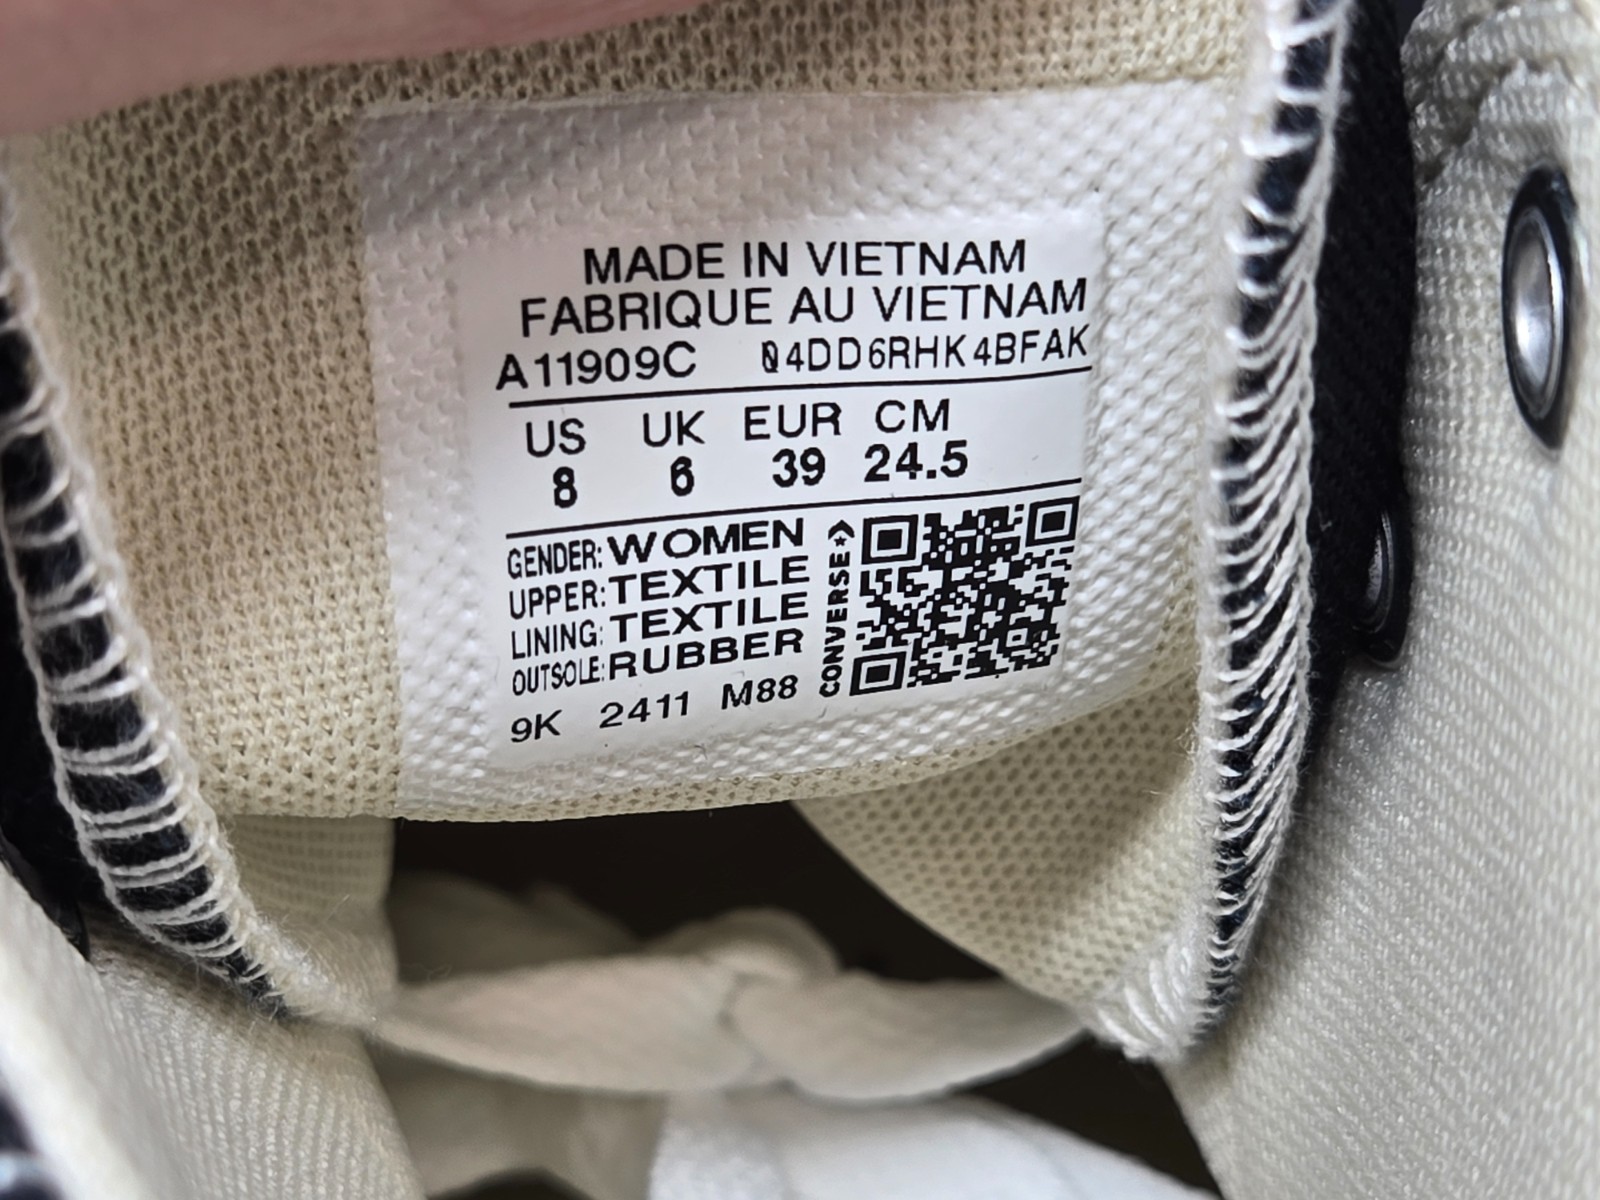 MADE IN VIETNAM
FABRIQUE AU VIETNAM
A11909C 04DD6RHK4BFAK
US UK EUR CM
8 6 39 24.5
GENDER: WOMEN
UPPER: TEXTILE
LINING: TEXTILE
OUTSOLE: RUBBER
9K 2411 M88
CONVERSE